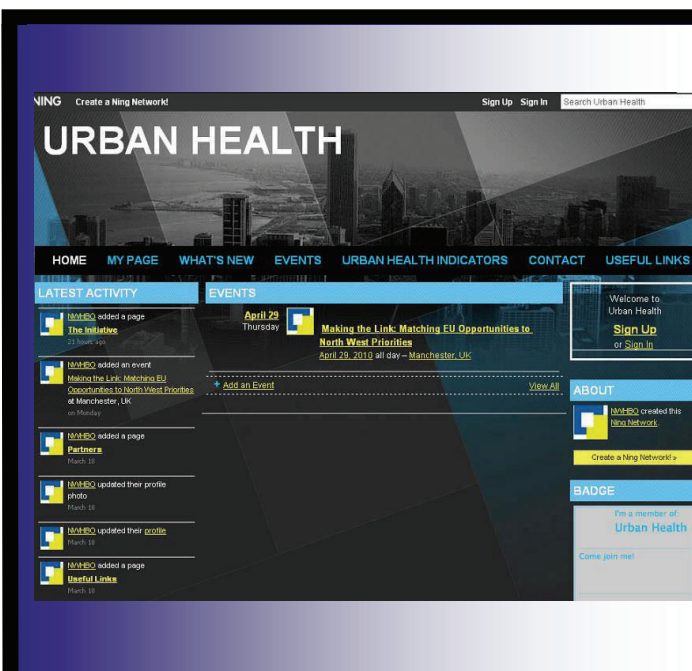 NING Create a Ning Network! Sign Up Sign In Search Urban Health
URBAN HEALTH
HOME MY PAGE WHAT'S NEW EVENTS URBAN HEALTH INDICATORS CONTACT USEFUL LINKS
LATEST ACTIVITY
NWHBO added a page
The Initiative
21 hours ago
NWHBO added an event
Making the Link: Matching EU
Opportunities to North West Priorities
at Manchester, UK
on Monday
NWHBO added a page
Partners
March 18
NWHBO updated their profile
photo
March 18
NWHBO updated their profile
March 18
NWHBO added a page
Useful Links
March 18
EVENTS
April 29
Thursday
Making the Link: Matching EU Opportunities to
North West Priorities
April 29, 2010 all day – Manchester, UK
+ Add an Event View All
Welcome to
Urban Health
Sign Up
or Sign In
ABOUT
NWHBO created this
Ning Network.
Create a Ning Network! »
BADGE
I'm a member of:
Urban Health
Come join me!